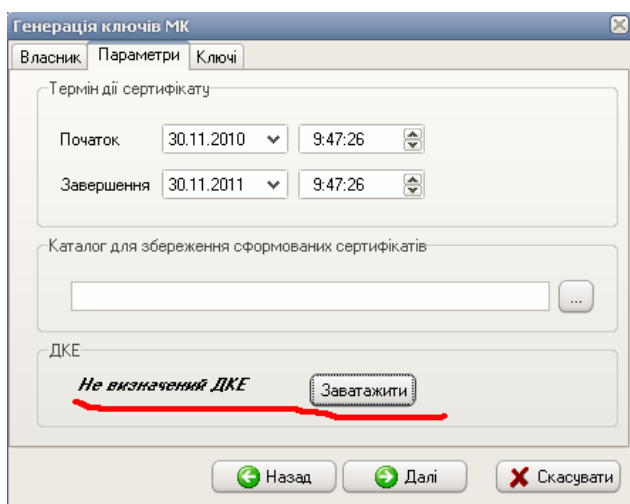 Генерація ключів МК
Власник Параметри Ключі
Термін дії сертифікату
Початок 30.11.2010 9:47:26
Завершення 30.11.2011 9:47:26
Каталог для збереження сформованих сертифікатів
...
ДКЕ
Не визначений ДКЕ Заватажити
Назад Далі Скасувати